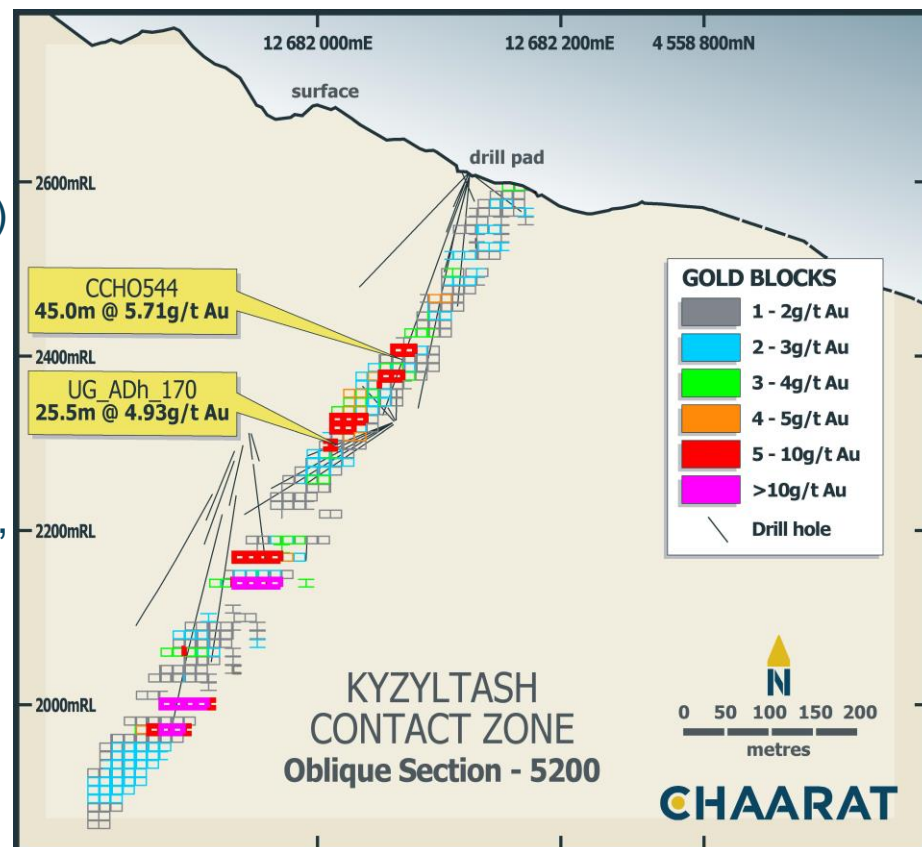 12 682 000mE
12 682 200mE
4 558 800mN
surface
drill pad
2600mRL
)
CCHO544
45.0m @ 5.71g/t Au
2400mRL
UG_ADh_170
25.5m @ 4.93g/t Au
GOLD BLOCKS
1 - 2g/t Au
2 - 3g/t Au
3 - 4g/t Au
4 - 5g/t Au
5 - 10g/t Au
>10g/t Au
Drill hole
2200mRL
,
2000mRL
KYZYLTASH
CONTACT ZONE
Oblique Section - 5200
N
0 50 100 150 200
metres
CHAARAT